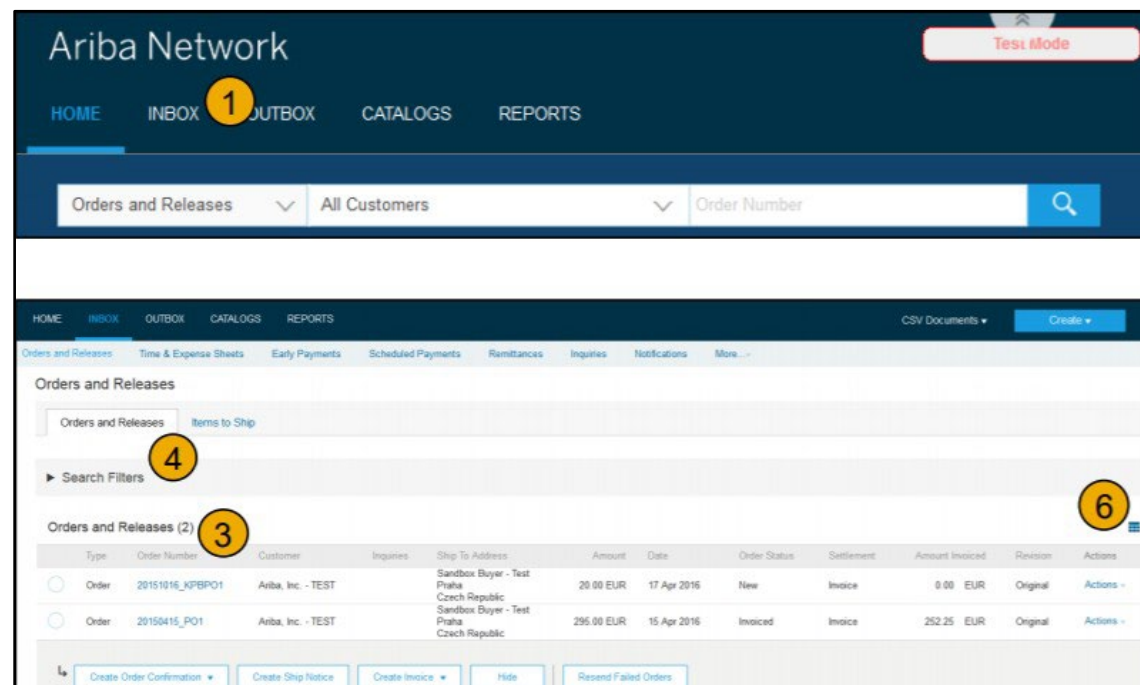 Ariba Network
Test Mode
HOME INBOX 1 OUTBOX CATALOGS REPORTS
Orders and Releases All Customers Order Number
HOME INBOX OUTBOX CATALOGS REPORTS CSV Documents Create
Orders and Releases Time & Expense Sheets Early Payments Scheduled Payments Remittances Inquiries Notifications More...
Orders and Releases
Orders and Releases Items to Ship
4
Search Filters
6
Orders and Releases (2) 3
Type Order Number Customer Inquiries Ship To Address Amount Date Order Status Settlement Amount Invoiced Revision Actions
Sandbox Buyer - Test
Order 20151016_KPBPO1 Ariba, Inc. - TEST Praha 20.00 EUR 17 Apr 2016 New Invoice 0.00 EUR Original Actions
Czech Republic
Sandbox Buyer - Test
Order 20150415_PO1 Ariba, Inc. - TEST Praha 295.00 EUR 15 Apr 2016 Invoiced Invoice 252.25 EUR Original Actions
Czech Republic
Create Order Confirmation Create Ship Notice Create Invoice Hide Resend Failed Orders